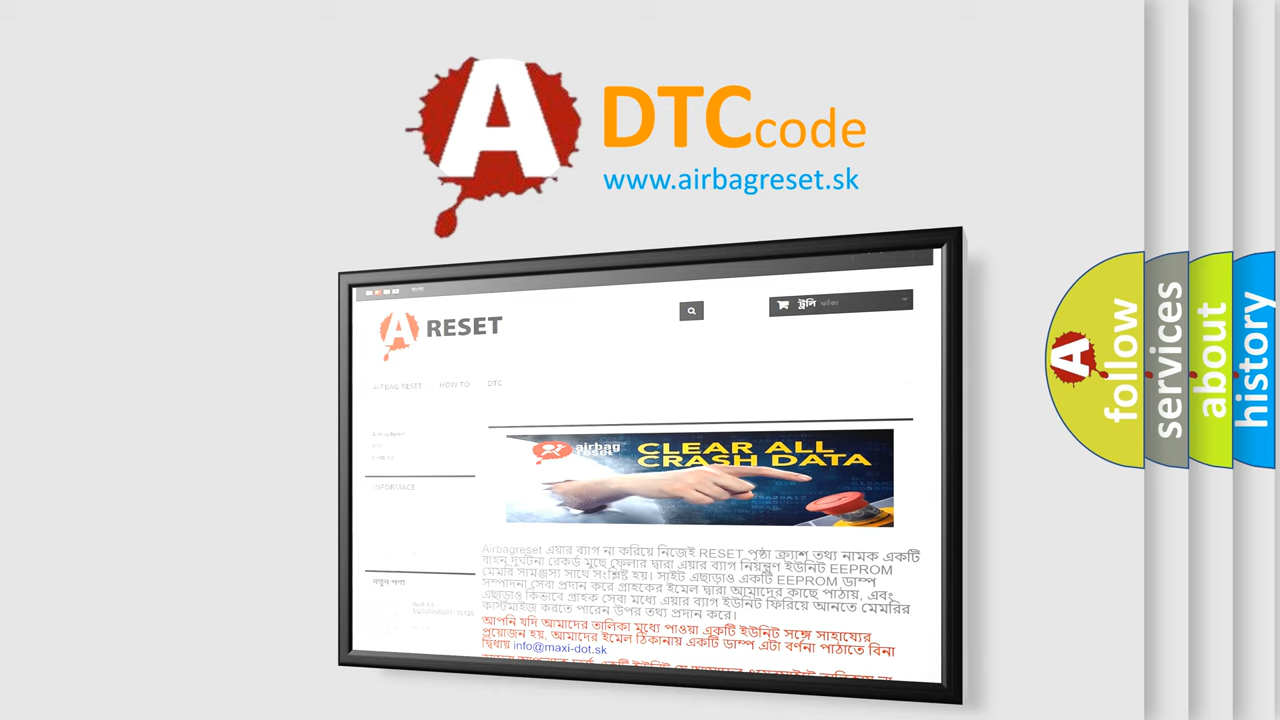 A
DTCcode
www.airbagreset.sk
বাংলা
A RESET
ট্রলি
AIRBAG RESET HOW TO DTC
INFORMACE
airbag
reset
CLEAR ALL
CRASH DATA
Airbagreset এয়ার ব্যাগ না করিয়ে নিজেই RESET পৃষ্ঠা ক্র্যাশ তথ্য নামক একটি
বাহন দুর্ঘটনা রেকর্ড মুছে ফেলার দ্বারা এয়ার ব্যাগ নিয়ন্ত্রণ ইউনিট EEPROM
মেমরি সামঞ্জস্য সাথে সংশ্লিষ্ট হয়। সাইট এছাড়াও একটি EEPROM ডাম্প
সম্পাদনা সেবা প্রদান করে গ্রাহকের ইমেল দ্বারা আমাদের কাছে পাঠায়, এবং
এছাড়াও কিভাবে গ্রাহক সেবা মধ্যে এয়ার ব্যাগ ইউনিট ফিরিয়ে আনতে মেমরির
কাস্টমাইজ করতে পারেন উপর তথ্য প্রদান করে।
আপনি যদি আমাদের তালিকা মধ্যে পাওয়া একটি ইউনিট সঙ্গে সাহায্যের
প্রয়োজন হয়, আমাদের ইমেল ঠিকানায় একটি ডাম্প এটা বর্ণনা পাঠাতে বিনা
দ্বিধায় info@maxi-dot.sk
A follow
services
about
history